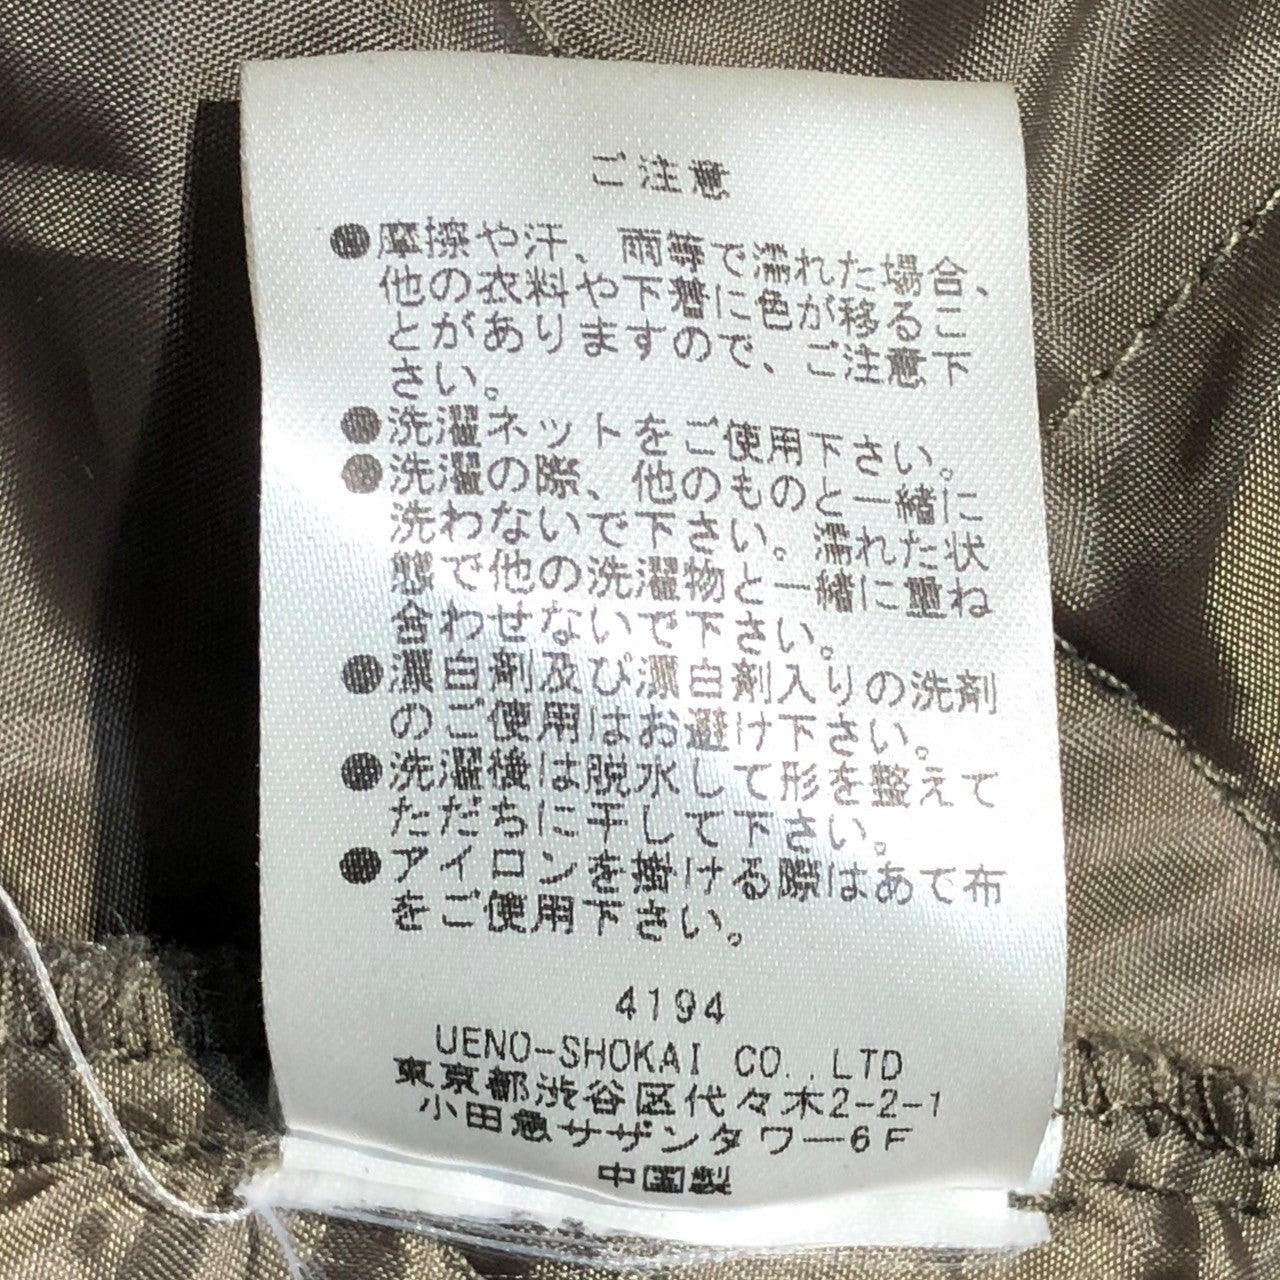 ご注意
●摩擦や汗、雨等で濡れた場合、
他の衣料や下着に色が移るこ
とがありますので、ご注意下
さい。
●洗濯ネットをご使用下さい。
●洗濯の際、他のものと一緒に
洗わないで下さい。濡れた状
態で他の洗濯物と一緒に重ね
合わせないで下さい。
●漂白剤及び漂白剤入りの洗剤
のご使用はお避け下さい。
●洗濯後は脱水して形を整えて
ただちに干して下さい。
●アイロンを掛ける際はあて布
をご使用下さい。
4194
UENO-SHOKAI CO.,LTD
東京都渋谷区代々木2-2-1
小田急サザンタワー6F
中国製